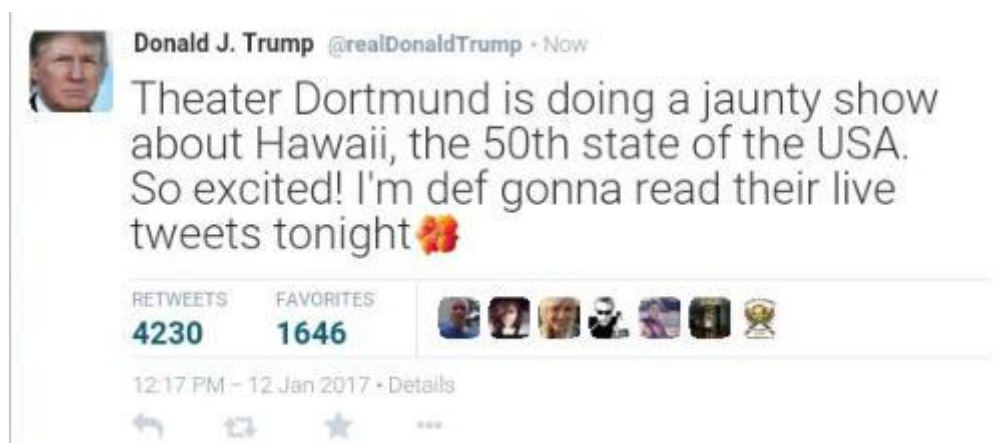 Donald J. Trump @realDonaldTrump · Now
Theater Dortmund is doing a jaunty show
about Hawaii, the 50th state of the USA.
So excited! I'm def gonna read their live
tweets tonight
RETWEETS FAVORITES
4230 1646
12:17 PM – 12 Jan 2017 · Details